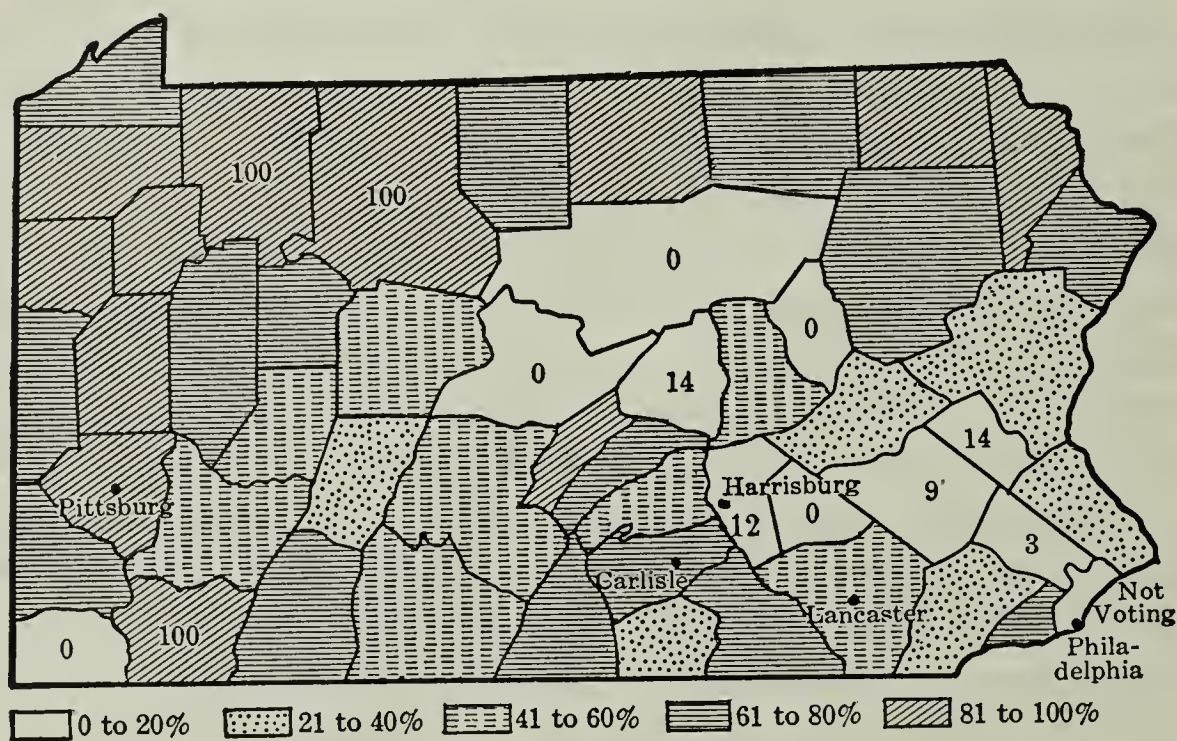 100
100
0
0
0
14
14
Pittsburg
Harrisburg
9
12
0
3
Carlisle
Lancaster
Not
Voting
100
0
Phila-
delphia
0 to 20%
21 to 40%
41 to 60%
61 to 80%
81 to 100%